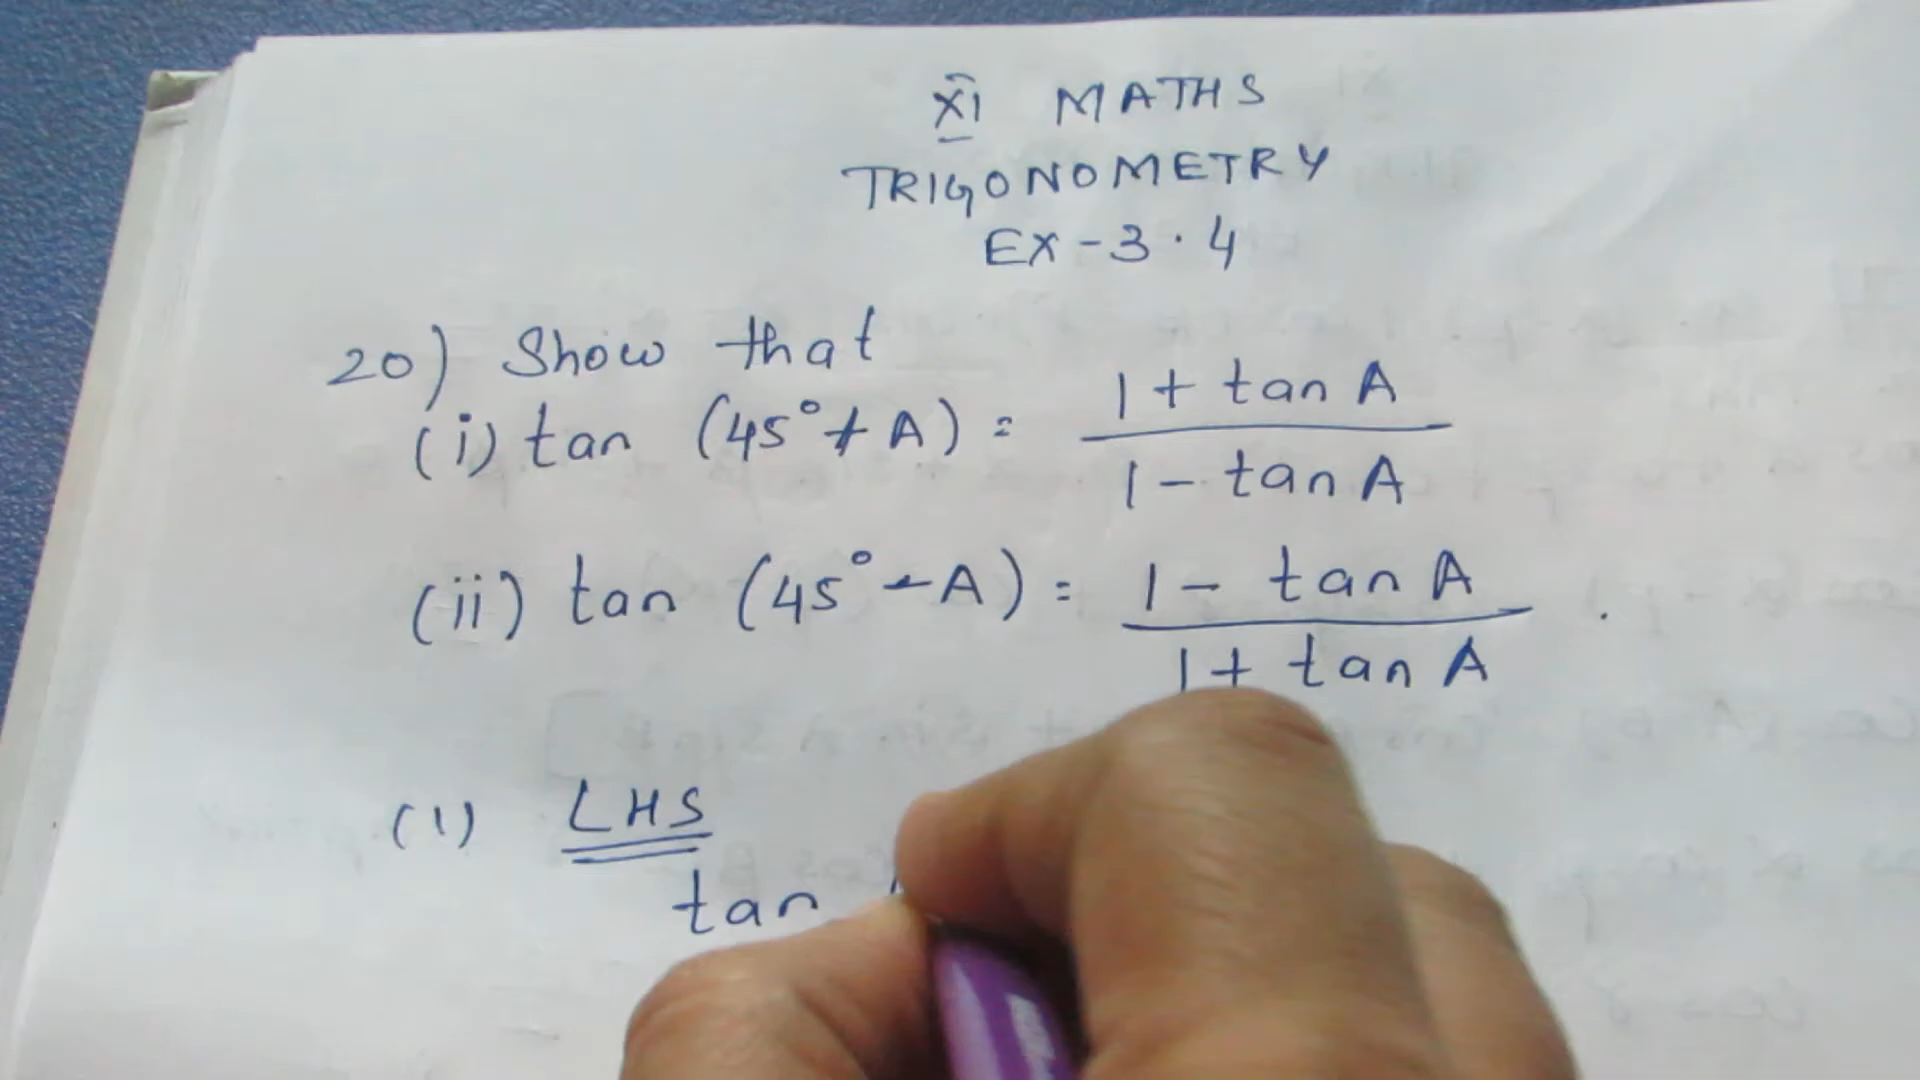 XI MATHS
TRIGONOMETRY
EX-3.4
20) Show that
(i) tan (45°+A) = 1 + tan A / 1 - tan A
(ii) tan (45°-A) = 1 - tan A / 1 + tan A .
(1) LHS
tan (